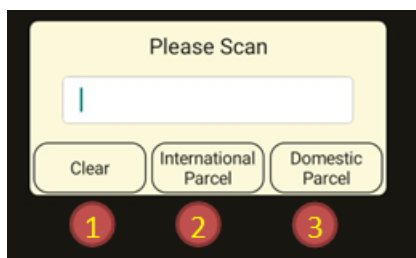 Please Scan
Clear
International
Parcel
Domestic
Parcel
1
2
3